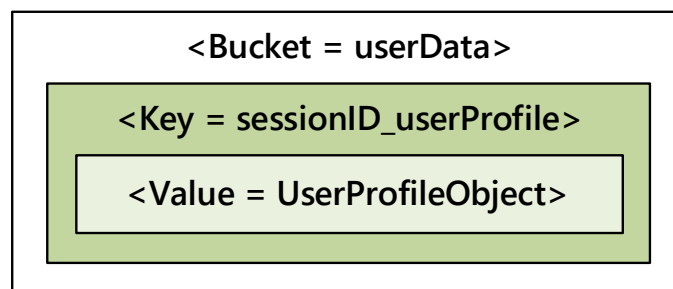 <Bucket = userData>
<Key = sessionID_userProfile>
<Value = UserProfileObject>